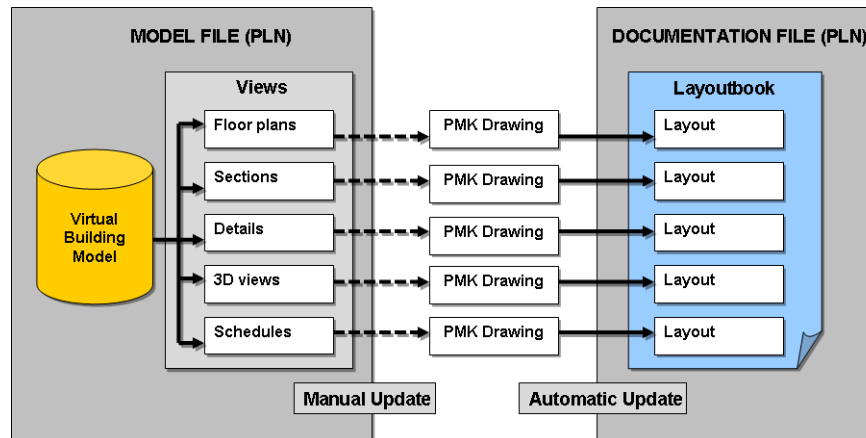 MODEL FILE (PLN)
DOCUMENTATION FILE (PLN)
Views
Layoutbook
Floor plans
PMK Drawing
Layout
Sections
PMK Drawing
Layout
Virtual
Building
Model
Details
PMK Drawing
Layout
3D views
PMK Drawing
Layout
Schedules
PMK Drawing
Layout
Manual Update
Automatic Update